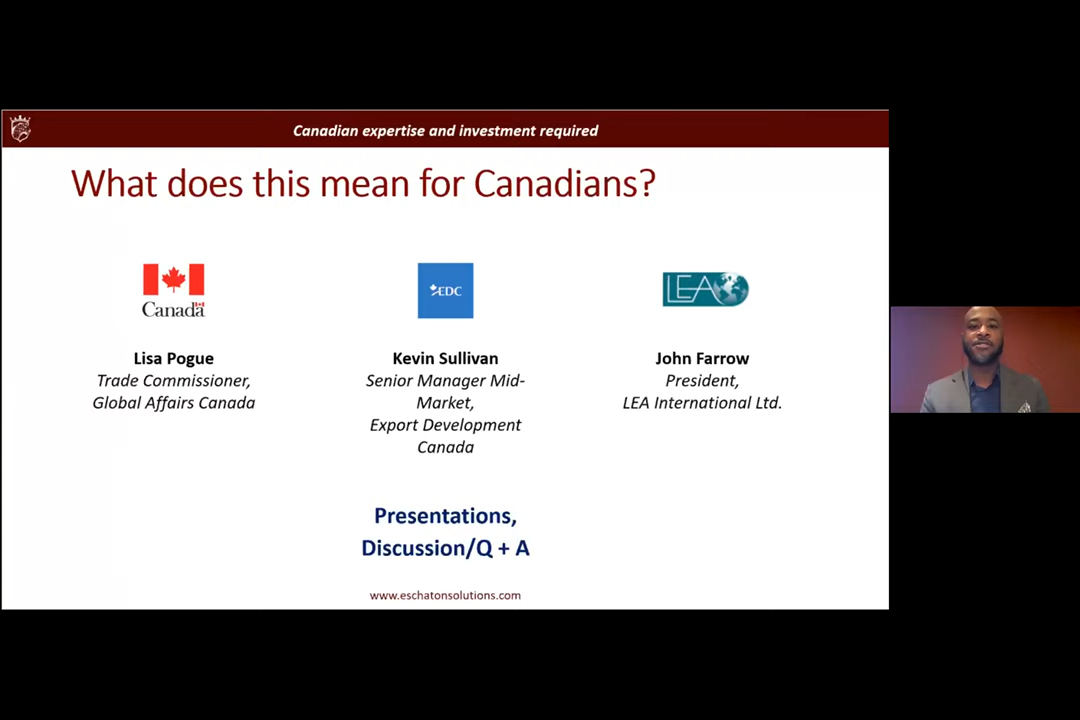 Canadian expertise and investment required
What does this mean for Canadians?
Canada
EDC
LEA
Lisa Pogue
Trade Commissioner,
Global Affairs Canada
Kevin Sullivan
Senior Manager Mid-
Market,
Export Development
Canada
John Farrow
President,
LEA International Ltd.
Presentations,
Discussion/Q + A
www.eschatonsolutions.com